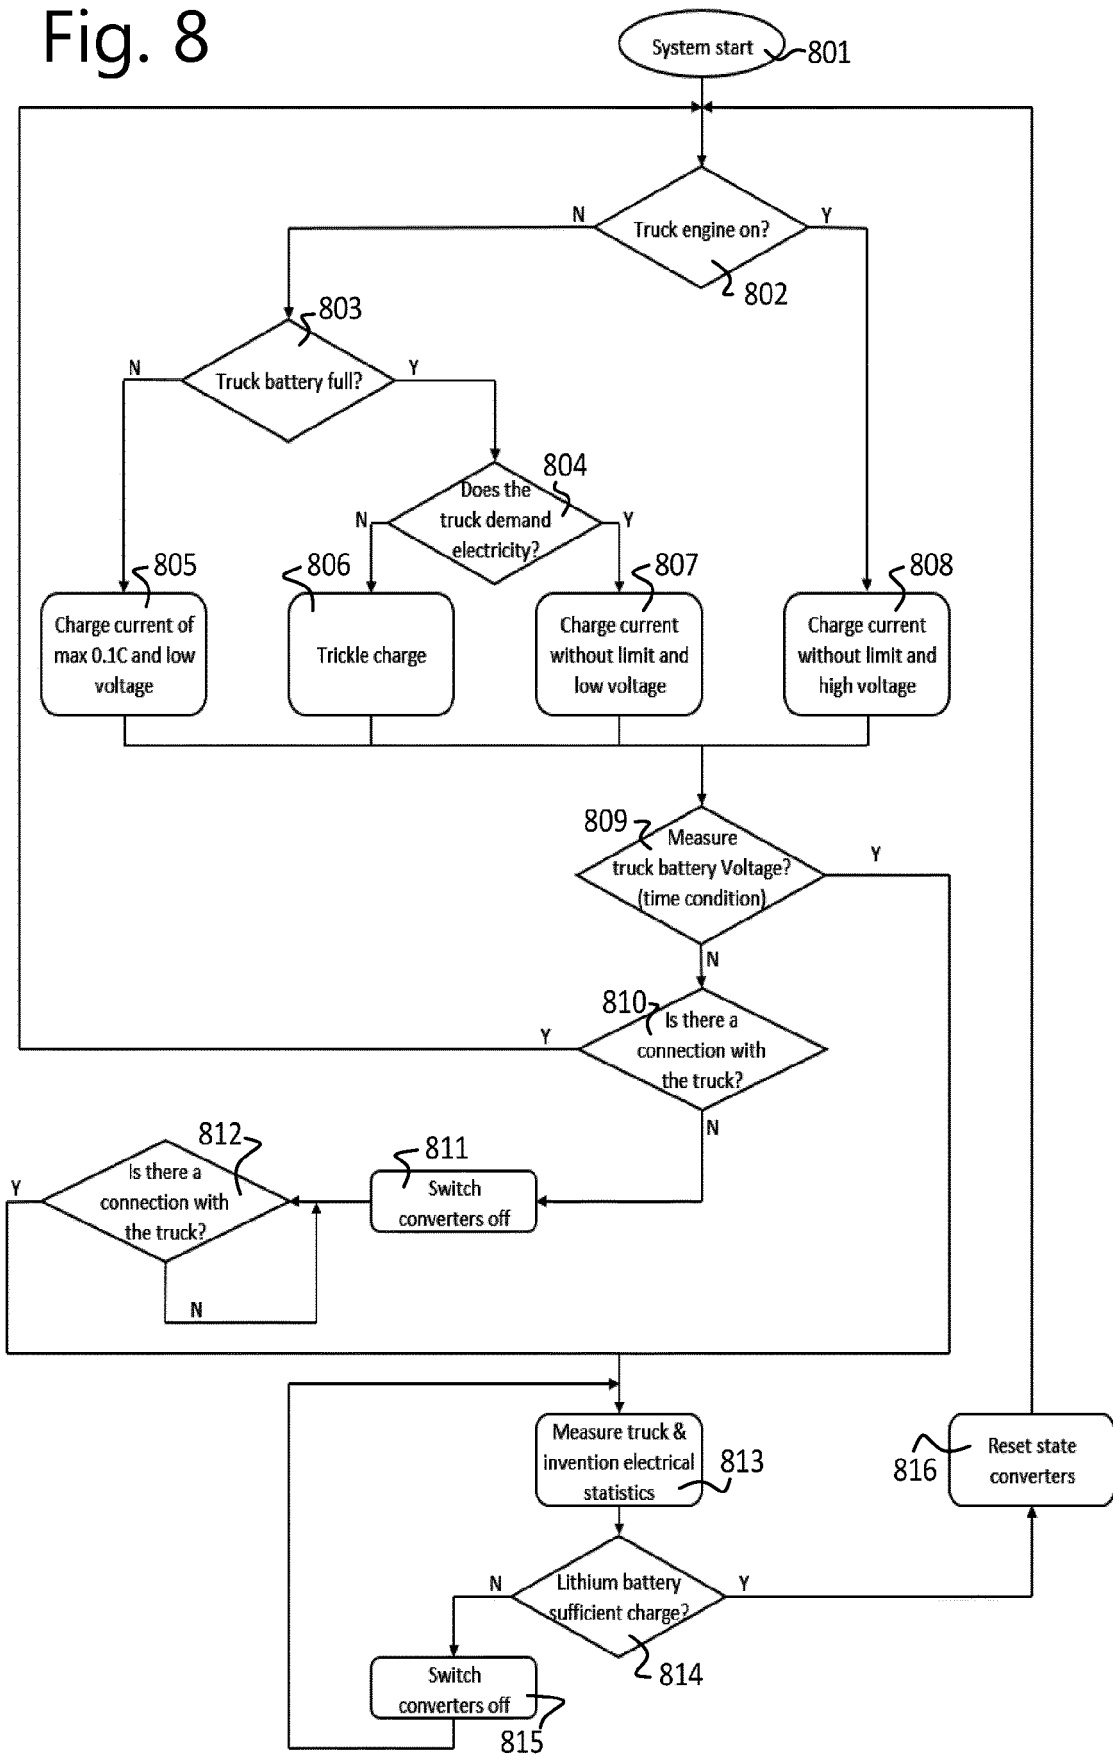 Fig. 8
System start
801
Truck engine on?
N
Y
802
803
Truck battery full?
N
Y
804
Does the
truck demand
electricity?
N
Y
805
Charge current of
max 0.1C and low
voltage
806
Trickle charge
807
Charge current
without limit and
low voltage
808
Charge current
without limit and
high voltage
809
Measure
truck battery Voltage?
(time condition)
Y
N
810
Is there a
connection with
the truck?
Y
N
811
Switch
converters off
812
Is there a
connection with
the truck?
Y
N
Measure truck &
invention electrical
statistics
813
816
Reset state
converters
Lithium battery
sufficient charge?
N
Y
814
Switch
converters off
815